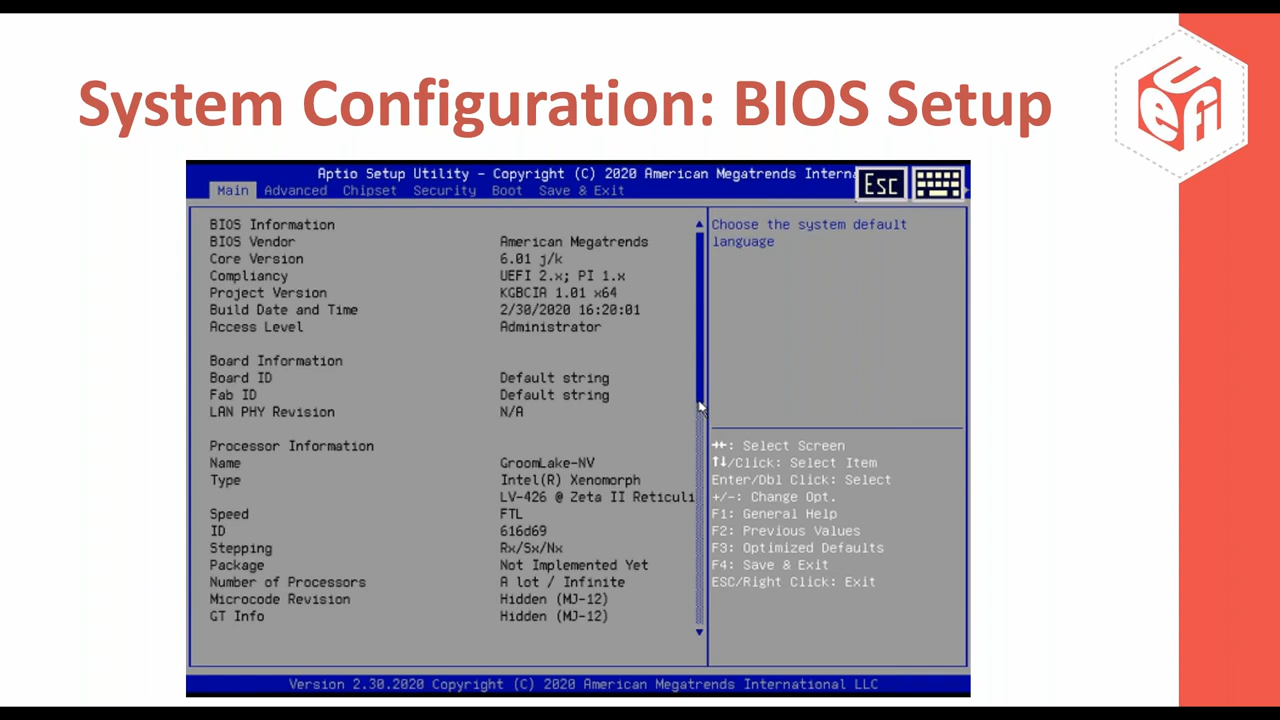 System Configuration: BIOS Setup
UEFI
Aptio Setup Utility - Copyright (C) 2020 American Megatrends Interna
Esc
Main Advanced Chipset Security Boot Save & Exit
BIOS Information
BIOS Vendor American Megatrends
Core Version 6.01 j/k
Compliancy UEFI 2.x; PI 1.x
Project Version KGBCIA 1.01 x64
Build Date and Time 2/30/2020 16:20:01
Access Level Administrator
Board Information
Board ID Default string
Fab ID Default string
LAN PHY Revision N/A
Processor Information
Name GroomLake-NV
Type Intel(R) Xenomorph
LV-426 @ Zeta II Reticuli
Speed FTL
ID 616d69
Stepping Rx/Sx/Nx
Package Not Implemented Yet
Number of Processors A lot / Infinite
Microcode Revision Hidden (MJ-12)
GT Info Hidden (MJ-12)
Choose the system default
language
→←: Select Screen
↑↓/Click: Select Item
Enter/Dbl Click: Select
+/-: Change Opt.
F1: General Help
F2: Previous Values
F3: Optimized Defaults
F4: Save & Exit
ESC/Right Click: Exit
Version 2.30.2020 Copyright (C) 2020 American Megatrends International LLC